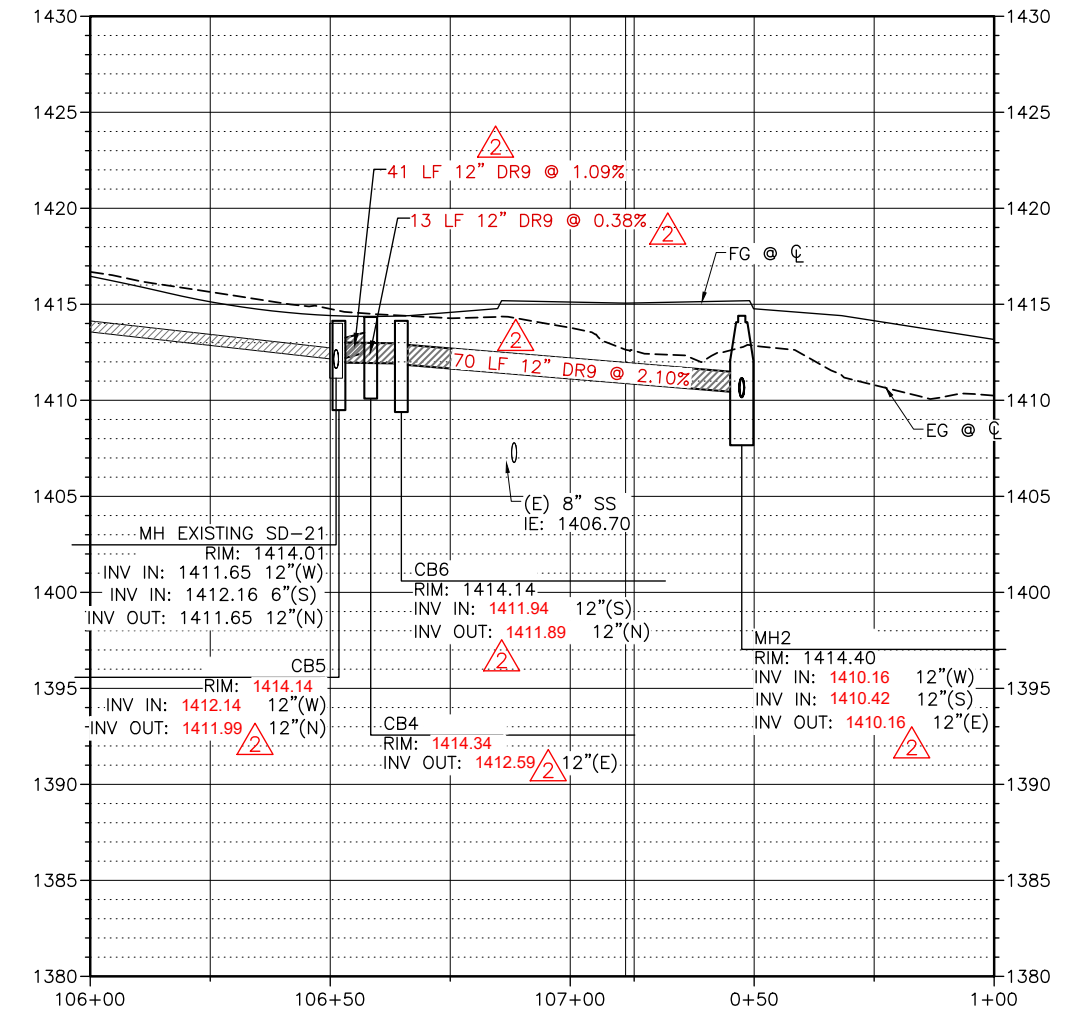 1430
1430
1425
1425
2
41 LF 12" DR9 @ 1.09%
1420
1420
13 LF 12" DR9 @ 0.38%
2
FG @ ℄
1415
1415
2
70 LF 12" DR9 @ 2.10%
1410
1410
EG @ ℄
1405
1405
(E) 8" SS
IE: 1406.70
MH EXISTING SD-21
RIM: 1414.01
INV IN: 1411.65 12"(W)
INV IN: 1412.16 6"(S)
INV OUT: 1411.65 12"(N)
1400
1400
CB6
RIM: 1414.14
INV IN: 1411.94 12"(S)
INV OUT: 1411.89 12"(N)
2
MH2
RIM: 1414.40
INV IN: 1410.16 12"(W)
INV IN: 1410.42 12"(S)
INV OUT: 1410.16 12"(E)
2
1395
1395
CB5
RIM: 1414.14
INV IN: 1412.14 12"(W)
INV OUT: 1411.99 12"(N)
2
CB4
RIM: 1414.34
INV OUT: 1412.59 12"(E)
2
1390
1390
1385
1385
1380
1380
106+00
106+50
107+00
0+50
1+00